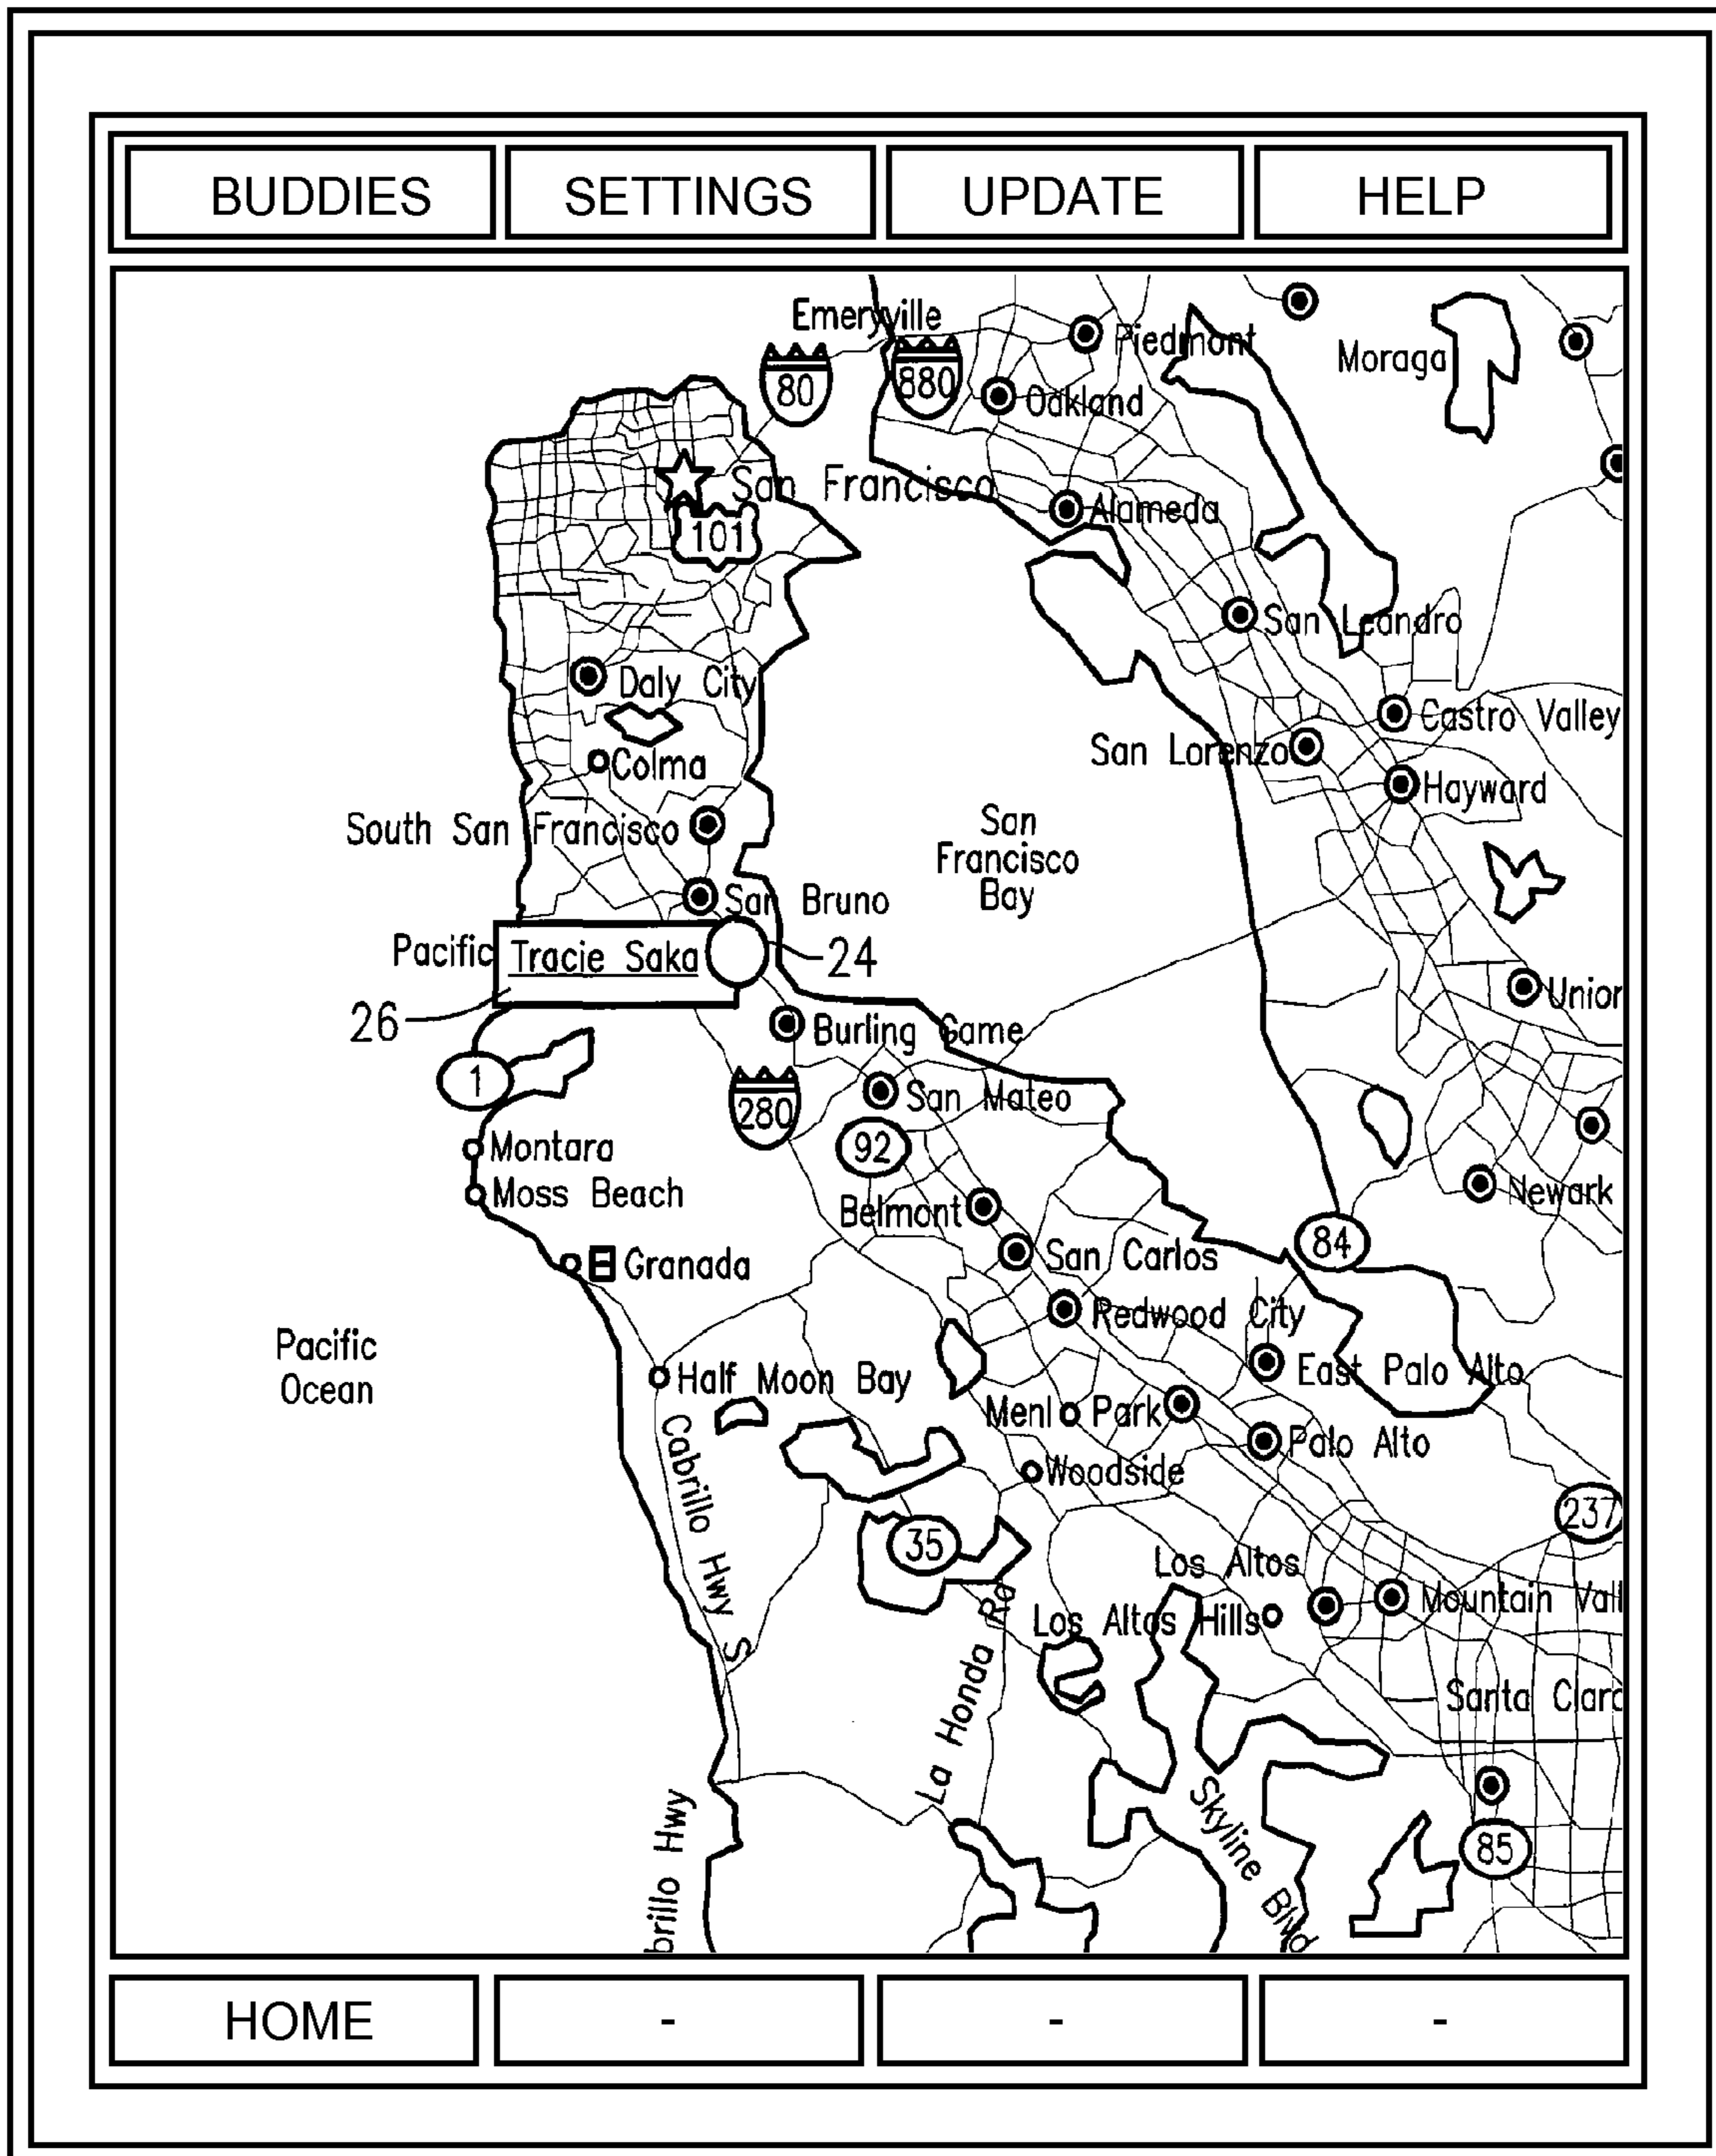 BUDDIES
SETTINGS
UPDATE
HELP
Emeryville
80
880
Piedmont
Moraga
Oakland
San Francisco
101
Alameda
San Leandro
Daly City
Castro Valley
San Lorenzo
Colma
Hayward
South San Francisco
San
Francisco
Bay
San Bruno
Pacific
Tracie Saka
24
26
Union
Burling Game
1
280
San Mateo
92
Montara
Moss Beach
Newark
Belmont
84
San Carlos
Granada
Redwood City
Pacific
Ocean
East Palo Alto
Half Moon Bay
Menl Park
Palo Alto
Cabrillo Hwy S
Woodside
237
35
Los Altos
Mountain Vall
Los Altos Hills
La Honda Rd
Santa Clara
Skyline Blvd
brillo Hwy
85
HOME
-
-
-